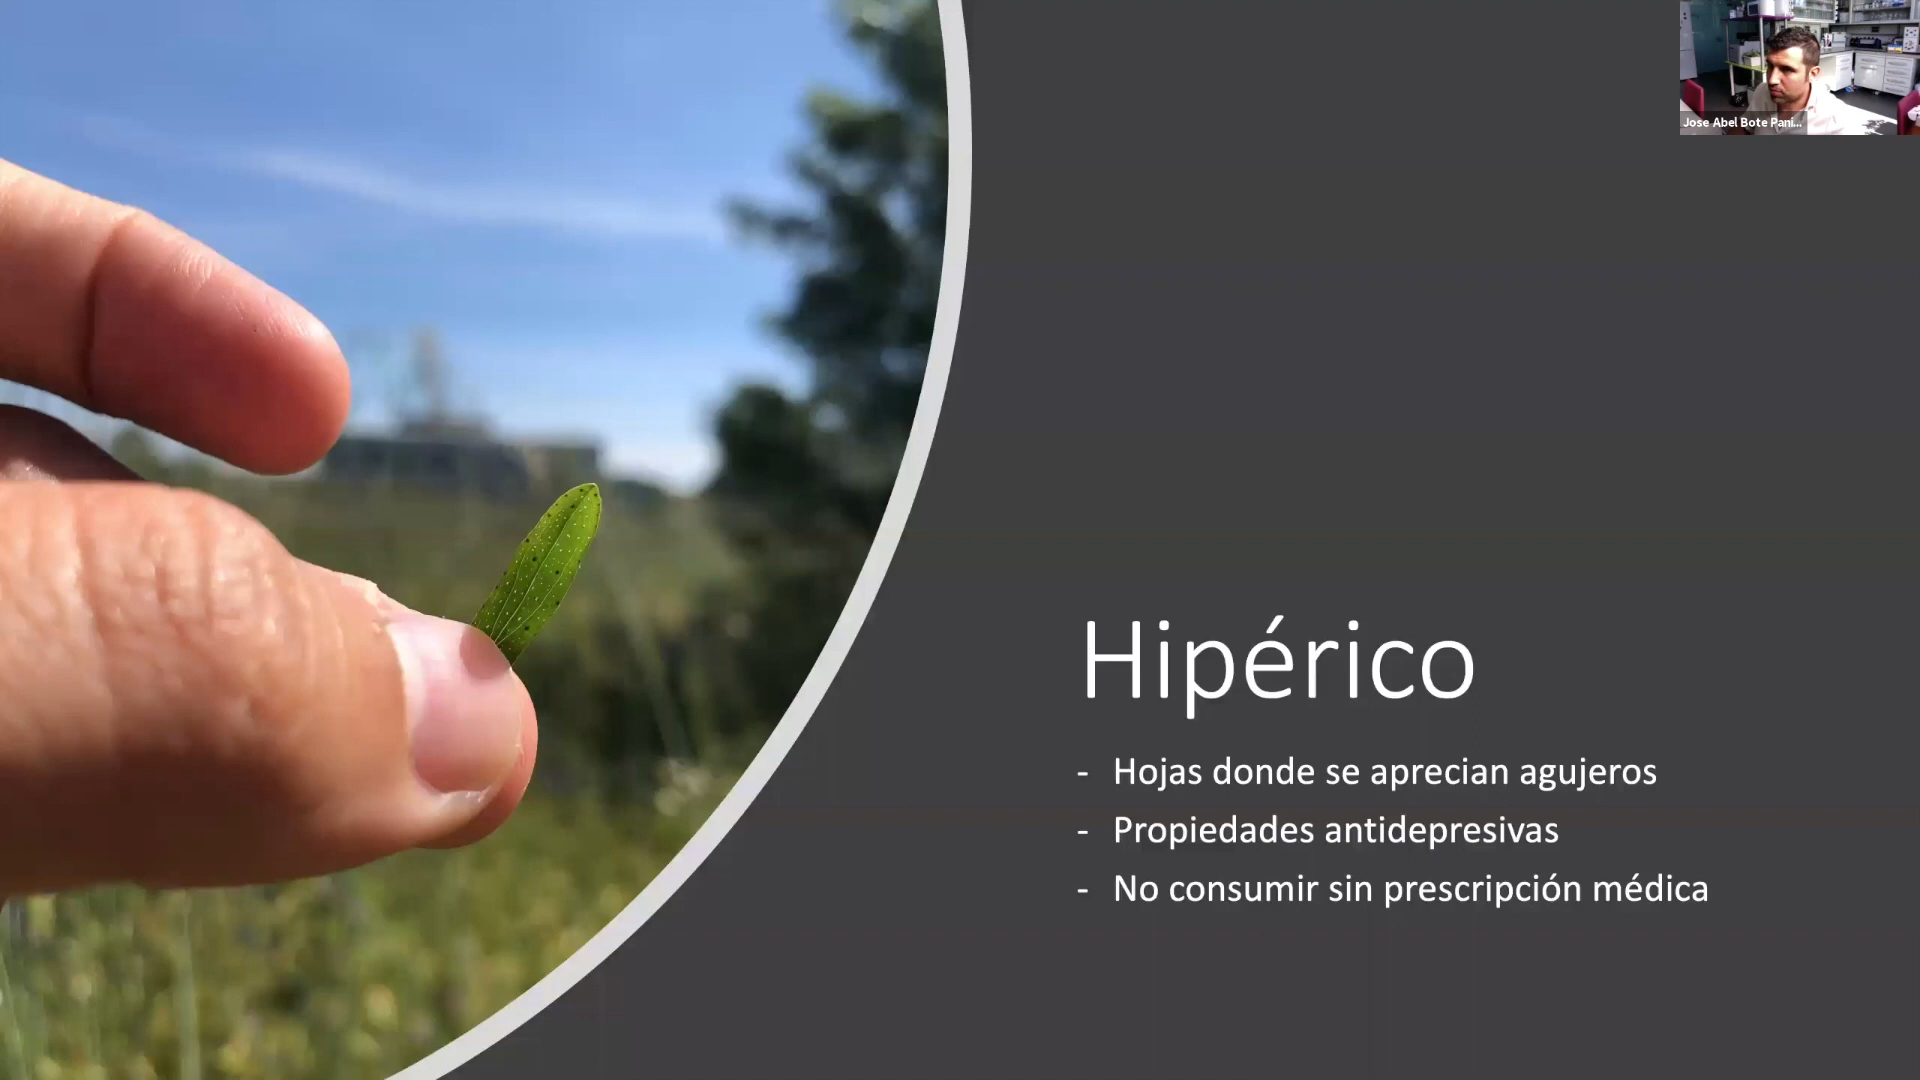 Jose Abel Bote Pani...
Hipérico
- Hojas donde se aprecian agujeros
- Propiedades antidepresivas
- No consumir sin prescripción médica